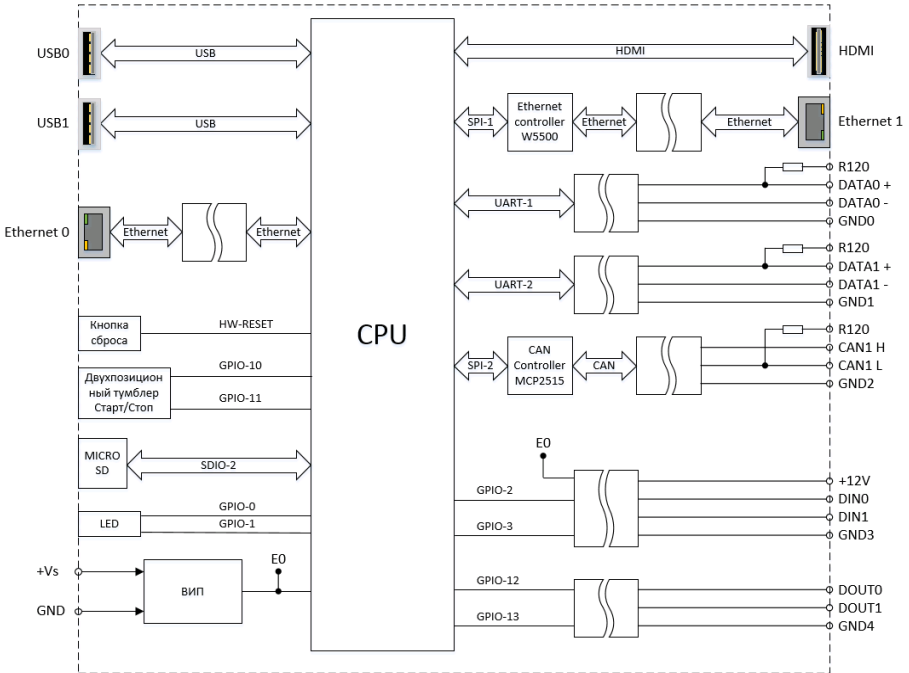 USB0
USB
HDMI
HDMI
USB1
USB
SPI-1
Ethernet
controller
W5500
Ethernet
Ethernet
Ethernet 1
R120
DATA0 +
DATA0 -
GND0
UART-1
Ethernet 0
Ethernet
Ethernet
R120
DATA1 +
DATA1 -
GND1
UART-2
CPU
Кнопка
сброса
HW-RESET
R120
CAN1 H
CAN1 L
GND2
SPI-2
CAN
Controller
MCP2515
CAN
Двухпозицион
ный тумблер
Старт/Стоп
GPIO-10
GPIO-11
MICRO
SD
SDIO-2
E0
+12V
DIN0
DIN1
GND3
GPIO-2
GPIO-3
LED
GPIO-0
GPIO-1
+Vs
GND
ВИП
E0
GPIO-12
GPIO-13
DOUT0
DOUT1
GND4